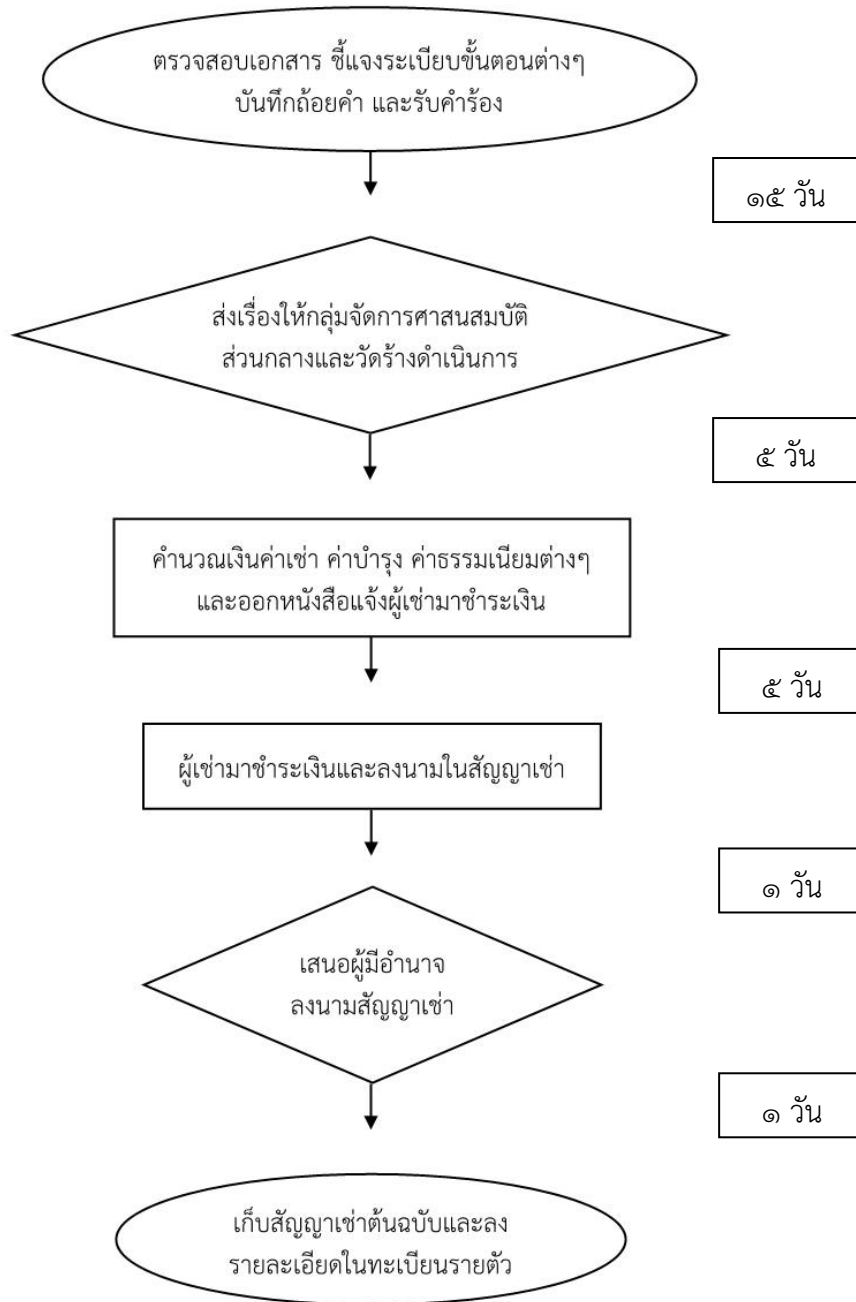 ตรวจสอบเอกสาร ชี้แจงระเบียบขั้นตอนต่างๆ
บันทึกถ้อยคำ และรับคำร้อง
๑๕ วัน
ส่งเรื่องให้กลุ่มจัดการศาสนสมบัติ
ส่วนกลางและวัดร้างดำเนินการ
๕ วัน
คำนวณเงินค่าเช่า ค่าบำรุง ค่าธรรมเนียมต่างๆ
และออกหนังสือแจ้งผู้เช่ามาชำระเงิน
๕ วัน
ผู้เช่ามาชำระเงินและลงนามในสัญญาเช่า
๑ วัน
เสนอผู้มีอำนาจ
ลงนามสัญญาเช่า
๑ วัน
เก็บสัญญาเช่าต้นฉบับและลง
รายละเอียดในทะเบียนรายตัว